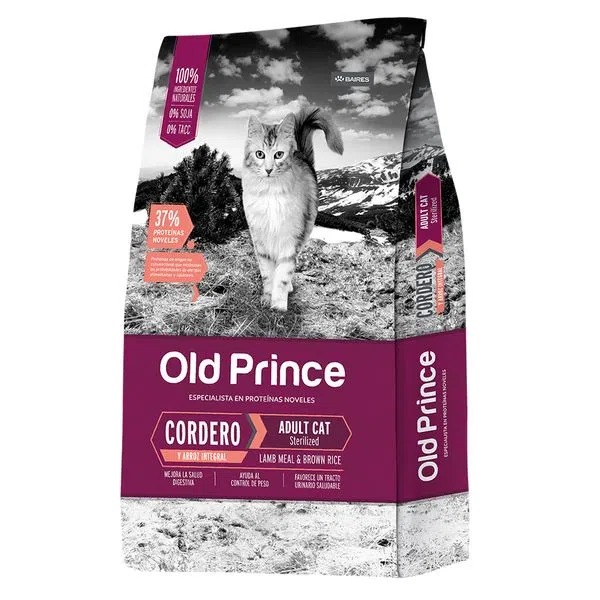 BAIRES
100%
INGREDIENTES
NATURALES
0% SOJA
0% TACC
37%
PROTEÍNAS
NOVELES
Old Prince
ESPECIALISTA EN PROTEÍNAS NOVELES
CORDERO
Y ARROZ INTEGRAL
ADULT CAT
Sterilized
LAMB MEAL & BROWN RICE
MEJORA LA SALUD
DIGESTIVA
AYUDA AL
CONTROL DE PESO
FAVORECE UN TRACTO
URINARIO SALUDABLE
ADULT CAT
Sterilized
CORDERO
Y ARROZ INTEGRAL
Old Prince
ESPECIALISTA EN PROTEÍNAS NOVELES